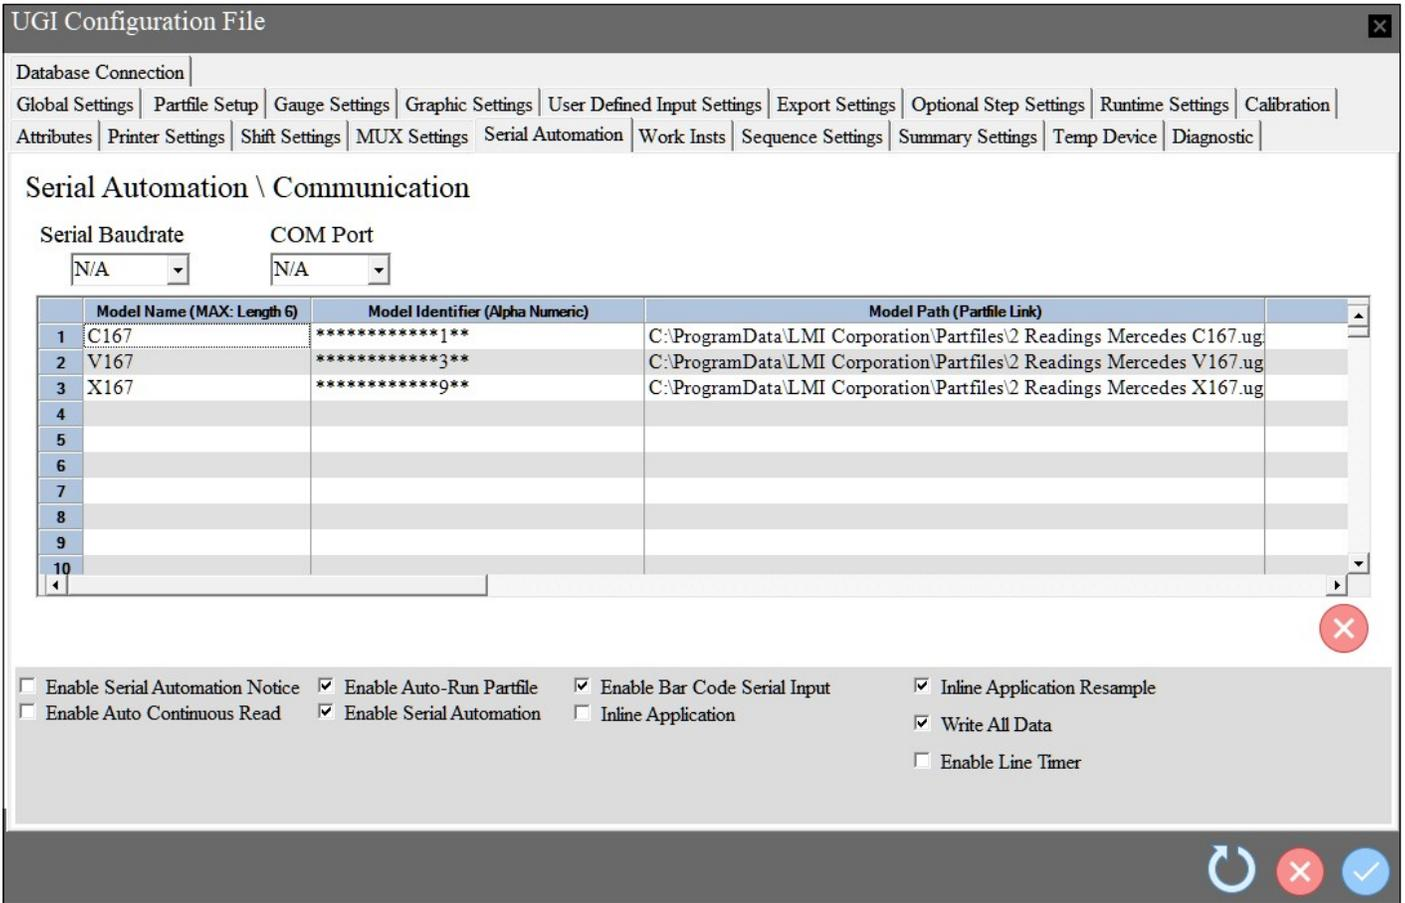 UGI Configuration File
Database Connection
Global Settings Partfile Setup Gauge Settings Graphic Settings User Defined Input Settings Export Settings Optional Step Settings Runtime Settings Calibration
Attributes Printer Settings Shift Settings MUX Settings Serial Automation Work Insts Sequence Settings Summary Settings Temp Device Diagnostic
Serial Automation \ Communication
Serial Baudrate COM Port
N/A N/A
Model Name (MAX: Length 6) Model Identifier (Alpha Numeric) Model Path (Partfile Link)
1 C167 ************1** C:\ProgramData\LMI Corporation\Partfiles\2 Readings Mercedes C167.ug
2 V167 ************3** C:\ProgramData\LMI Corporation\Partfiles\2 Readings Mercedes V167.ug
3 X167 ************9** C:\ProgramData\LMI Corporation\Partfiles\2 Readings Mercedes X167.ug
4
5
6
7
8
9
10
Enable Serial Automation Notice Enable Auto-Run Partfile Enable Bar Code Serial Input Inline Application Resample
Enable Auto Continuous Read Enable Serial Automation Inline Application
Write All Data
Enable Line Timer